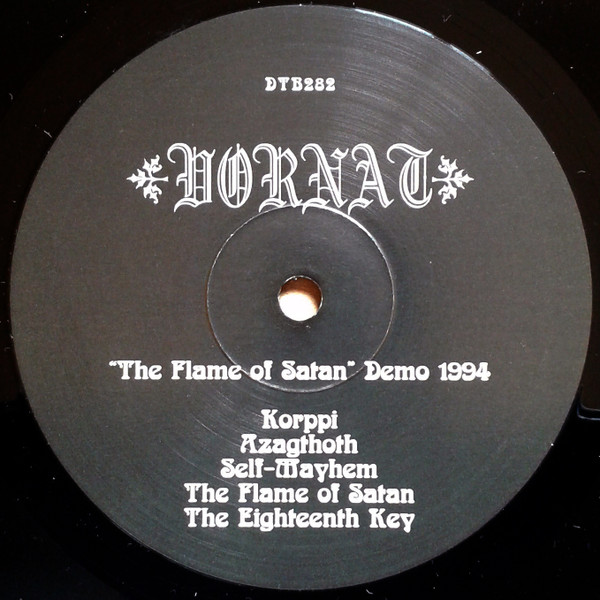 DTB282
VORNAT
"The Flame of Satan" Demo 1994
Korppi
Azagthoth
Self-Mayhem
The Flame of Satan
The Eighteenth Key